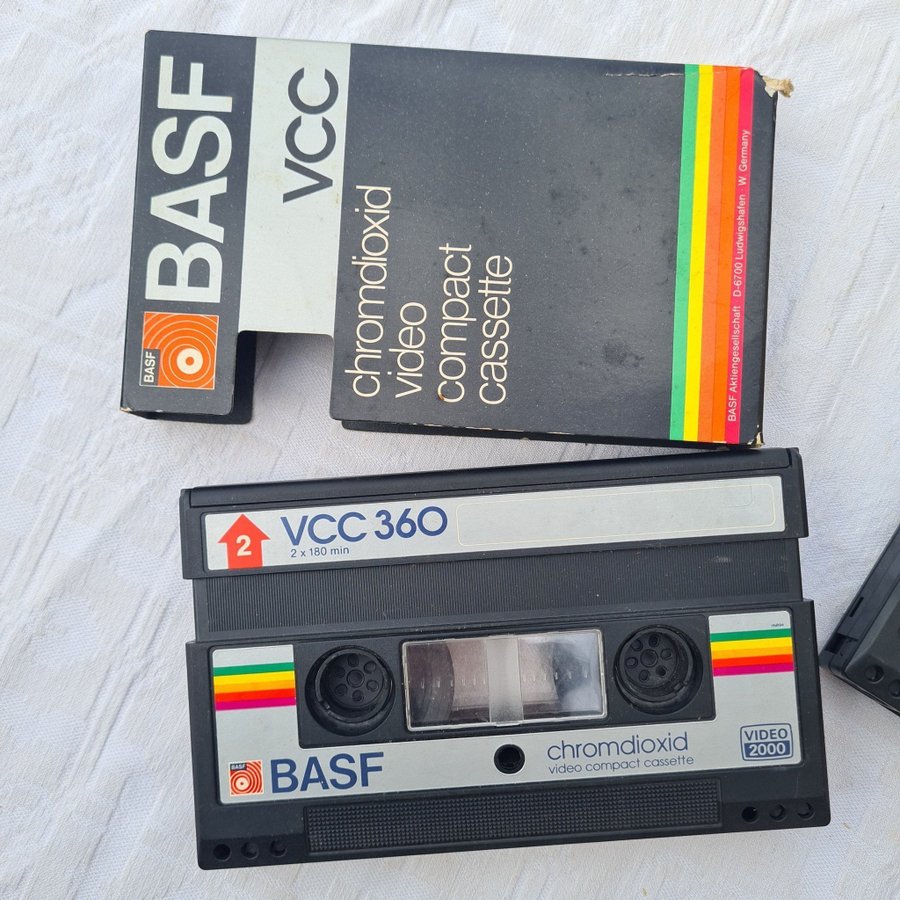 BASF
VCC
chromdioxid
video
compact
cassette
BASF
BASF Aktiengesellschaft D-6700 Ludwigshafen W Germany
2
VCC 360
2 x 180 min
BASF
BASF
chromdioxid
video compact cassette
VIDEO
2000